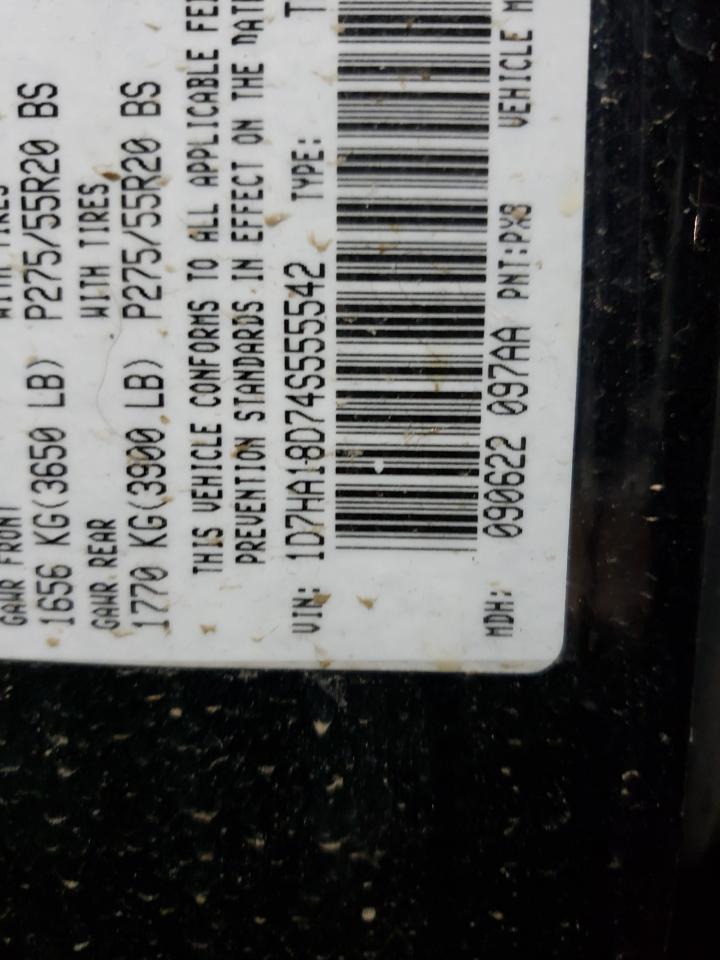 GAWR FRONT WITH TIRES
1656 KG(3650 LB) P275/55R20 BS
GAWR REAR WITH TIRES
1770 KG(3900 LB) P275/55R20 BS
THIS VEHICLE CONFORMS TO ALL APPLICABLE
PREVENTION STANDARDS IN EFFECT ON THE
VIN: 1D7HA18D74S555542 TYPE: T
MDH: 090622 097AA PNT:PX8 VEHICLE M